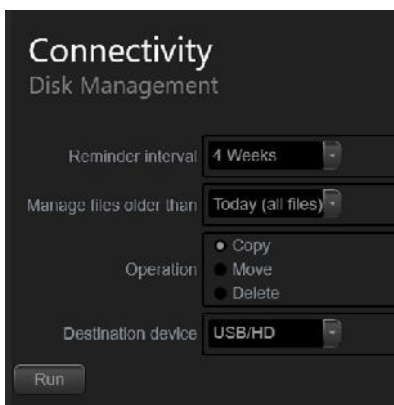 Connectivity
Disk Management
Reminder interval 4 Weeks
Manage files older than Today (all files)
Copy
Operation Move
Delete
Destination device USB/HD
Run